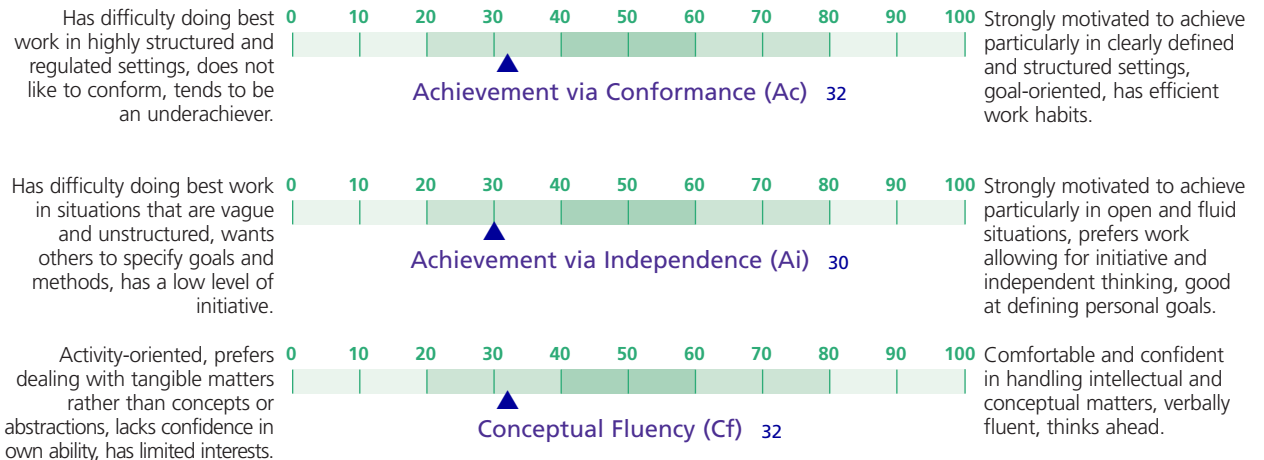 Has difficulty doing best
work in highly structured and
regulated settings, does not
like to conform, tends to be
an underachiever.
0 10 20 30 40 50 60 70 80 90 100
Achievement via Conformance (Ac) 32
Strongly motivated to achieve
particularly in clearly defined
and structured settings,
goal-oriented, has efficient
work habits.
Has difficulty doing best work
in situations that are vague
and unstructured, wants
others to specify goals and
methods, has a low level of
initiative.
0 10 20 30 40 50 60 70 80 90 100
Achievement via Independence (Ai) 30
Strongly motivated to achieve
particularly in open and fluid
situations, prefers work
allowing for initiative and
independent thinking, good
at defining personal goals.
Activity-oriented, prefers
dealing with tangible matters
rather than concepts or
abstractions, lacks confidence in
own ability, has limited interests.
0 10 20 30 40 50 60 70 80 90 100
Conceptual Fluency (Cf) 32
Comfortable and confident
in handling intellectual and
conceptual matters, verbally
fluent, thinks ahead.